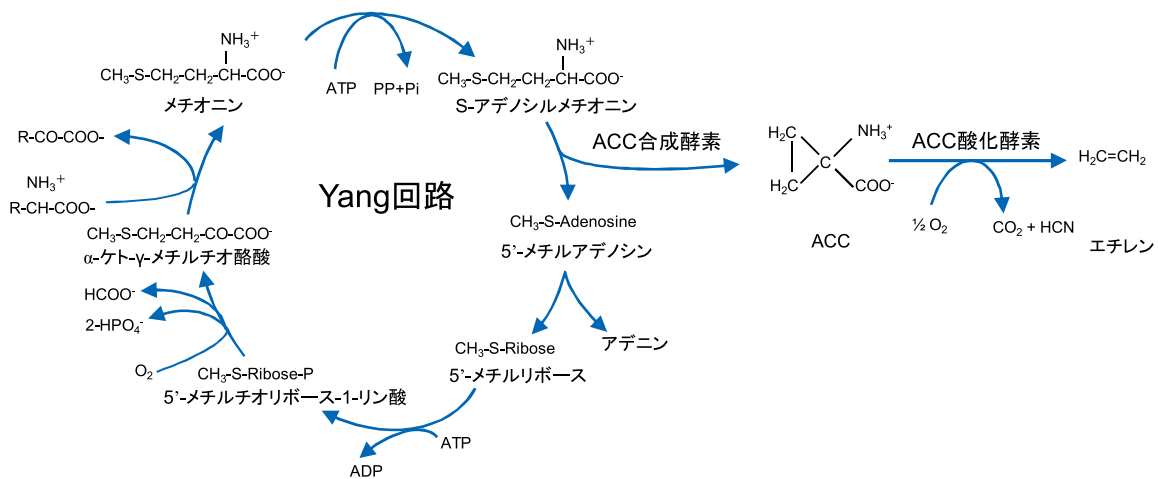 NH₃⁺
CH₃-S-CH₂-CH₂-CH-COO⁻
メチオニン
ATP
PP+Pi
NH₃⁺
CH₃-S-CH₂-CH₂-CH-COO⁻
S-アデノシルメチオニン
ACC合成酵素
H₂C
H₂C
C
NH₃⁺
COO⁻
ACC
ACC酸化酵素
½ O₂
CO₂ + HCN
H₂C=CH₂
エチレン
Yang回路
CH₃-S-Adenosine
5’-メチルアデノシン
アデニン
CH₃-S-Ribose
5’-メチルリボース
ATP
ADP
CH₃-S-Ribose-P
5’-メチルチオリボース-1-リン酸
O₂
2-HPO₄⁻
HCOO⁻
CH₃-S-CH₂-CH₂-CO-COO⁻
α-ケト-γ-メチルチオ酪酸
NH₃⁺
R-CH-COO-
R-CO-COO-